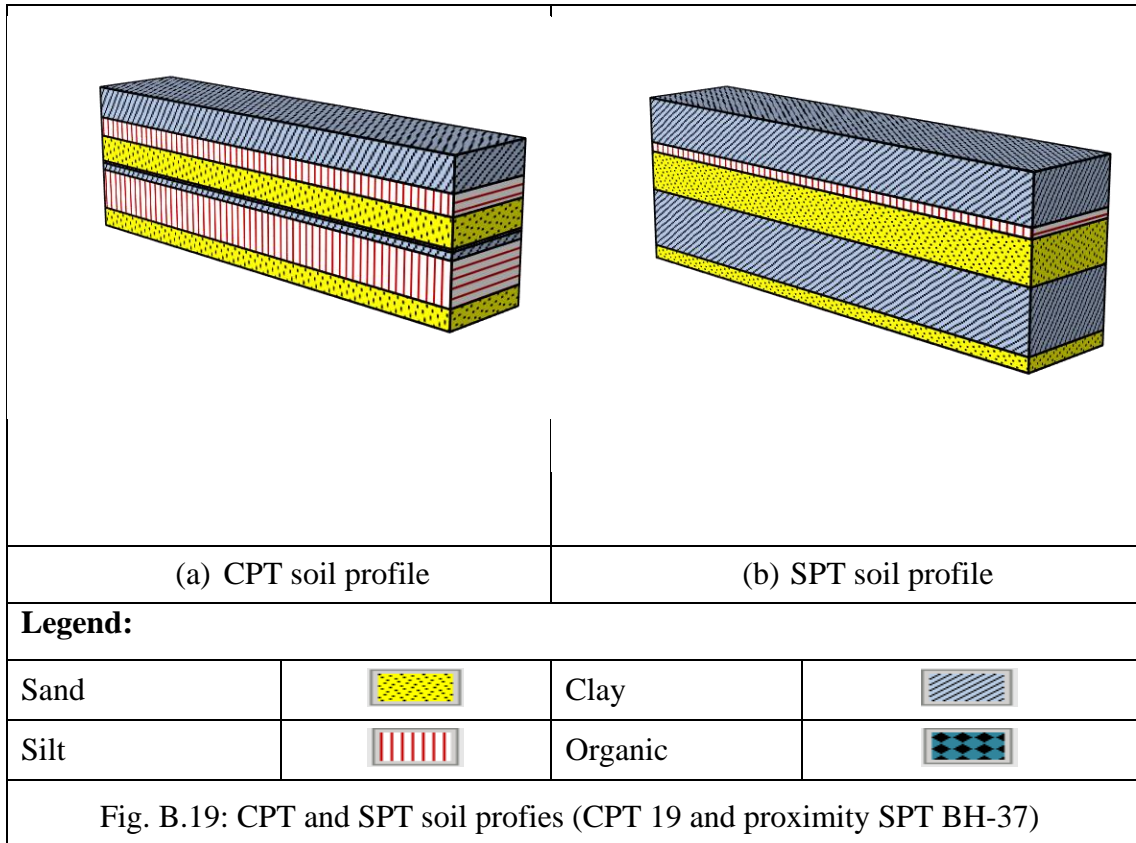 (a) CPT soil profile
(b) SPT soil profile
Legend:
Sand
Clay
Silt
Organic
Fig. B.19: CPT and SPT soil profies (CPT 19 and proximity SPT BH-37)